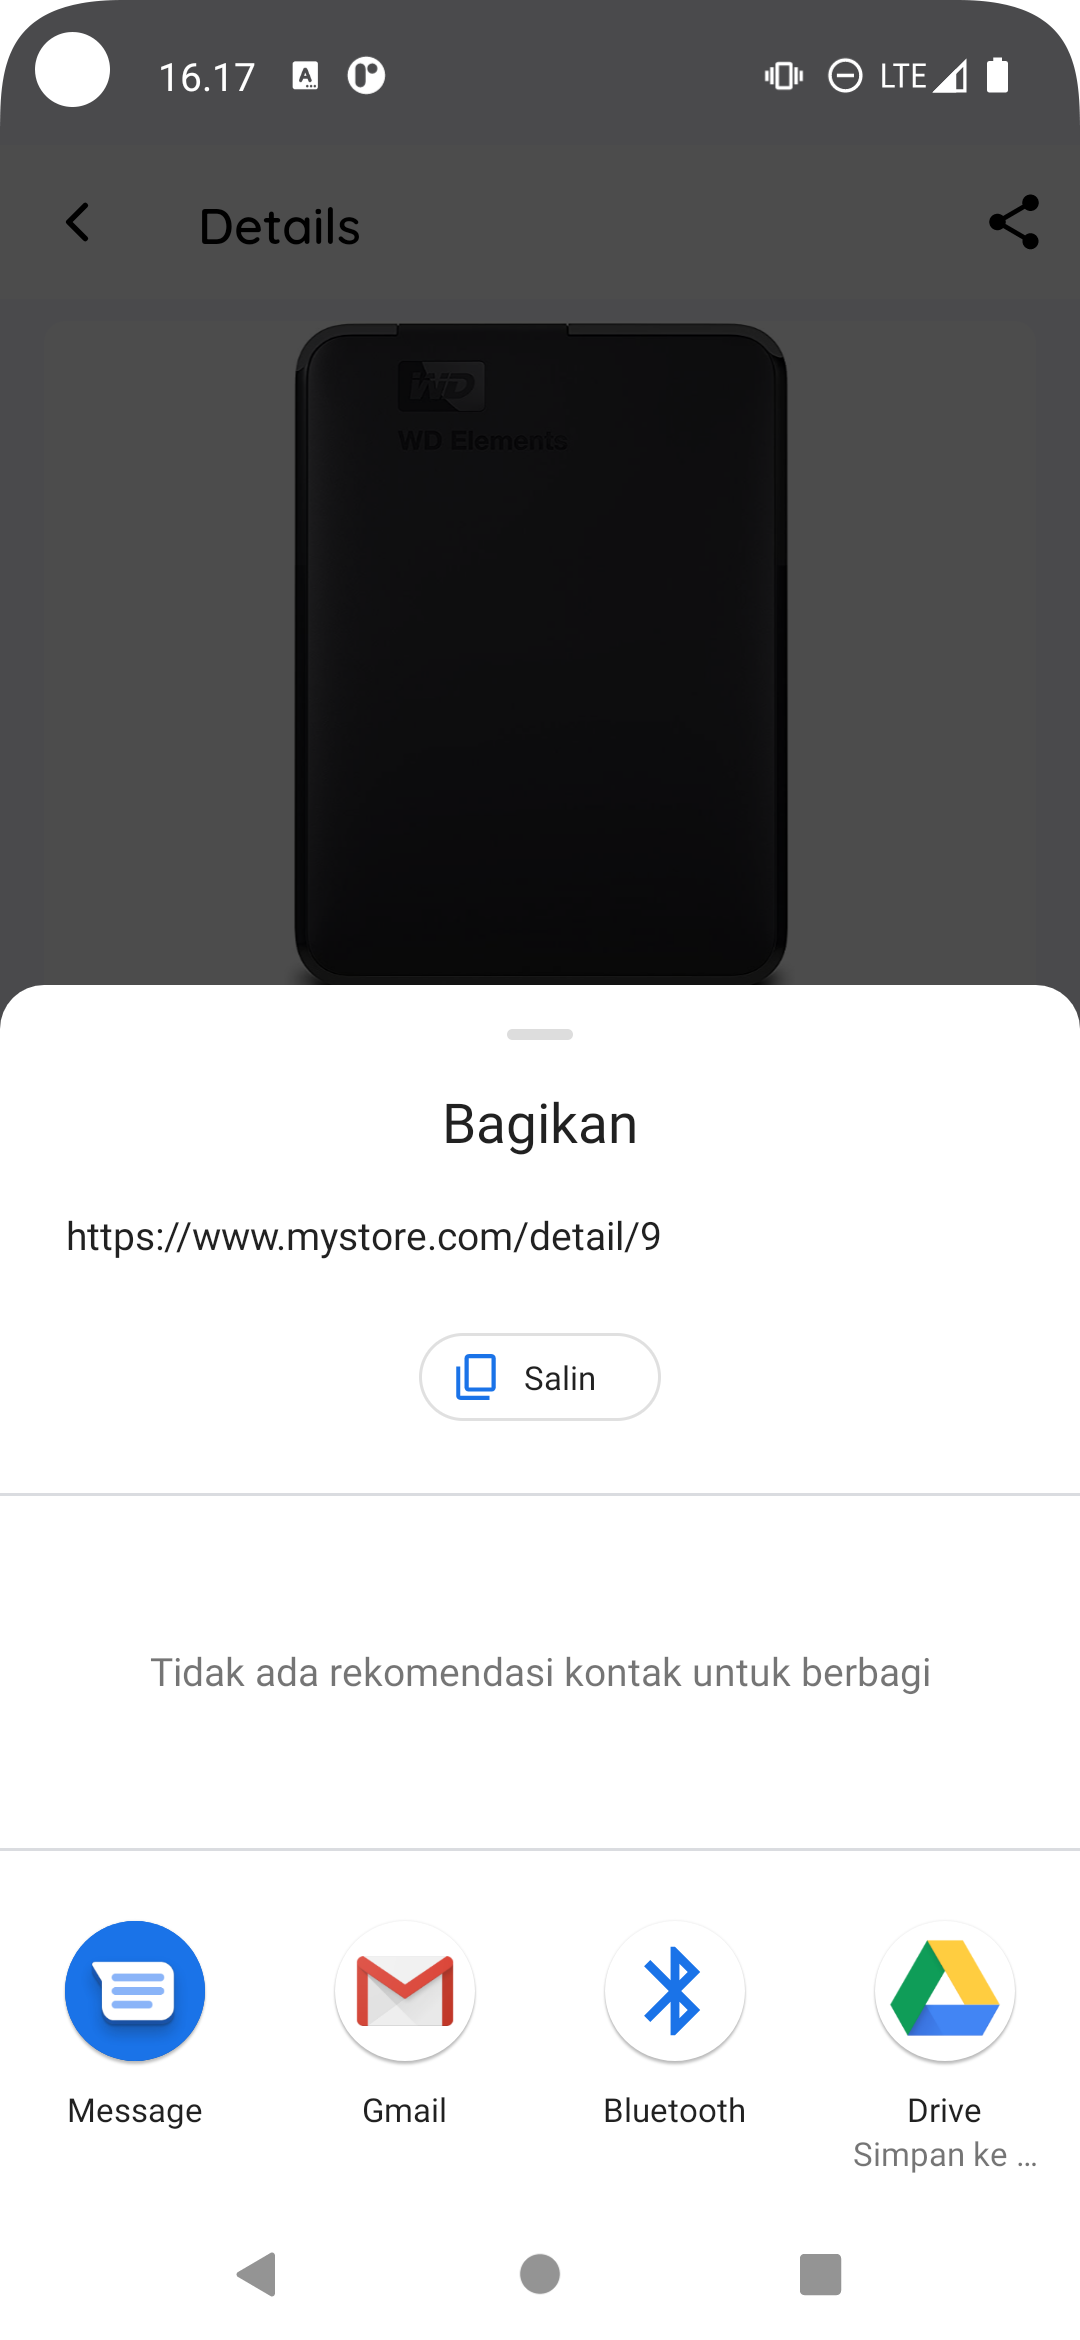 16.17
LTE
Details
WD
WD Elements
Bagikan
https://www.mystore.com/detail/9
Salin
Tidak ada rekomendasi kontak untuk berbagi
Message
Gmail
Bluetooth
Drive
Simpan ke ...